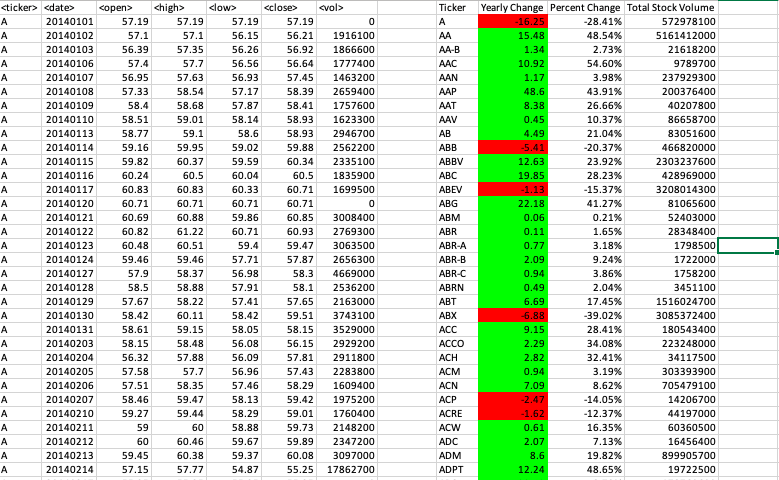 <ticker> <date> <open> <high> <low> <close> <vol> Ticker Yearly Change Percent Change Total Stock Volume
A 20140101 57.19 57.19 57.19 57.19 0 A -16.25 -28.41% 572978100
A 20140102 57.1 57.1 56.15 56.21 1916100 AA 15.48 48.54% 5161412000
A 20140103 56.39 57.35 56.26 56.92 1866600 AA-B 1.34 2.73% 21618200
A 20140106 57.4 57.7 56.56 56.64 1777400 AAC 10.92 54.60% 9789700
A 20140107 56.95 57.63 56.93 57.45 1463200 AAN 1.17 3.98% 237929300
A 20140108 57.33 58.54 57.17 58.39 2659400 AAP 48.6 43.91% 200376400
A 20140109 58.4 58.68 57.87 58.41 1757600 AAT 8.38 26.66% 40207800
A 20140110 58.51 59.01 58.14 58.93 1623300 AAV 0.45 10.37% 86658700
A 20140113 58.77 59.1 58.6 58.93 2946700 AB 4.49 21.04% 83051600
A 20140114 59.16 59.95 59.02 59.88 2562200 ABB -5.41 -20.37% 466820000
A 20140115 59.82 60.37 59.59 60.34 2335100 ABBV 12.63 23.92% 2303237600
A 20140116 60.24 60.5 60.04 60.5 1835900 ABC 19.85 28.23% 428969000
A 20140117 60.83 60.83 60.33 60.71 1699500 ABEV -1.13 -15.37% 3208014300
A 20140120 60.71 60.71 60.71 60.71 0 ABG 22.18 41.27% 81065600
A 20140121 60.69 60.88 59.86 60.85 3008400 ABM 0.06 0.21% 52403000
A 20140122 60.82 61.22 60.71 60.93 2769300 ABR 0.11 1.65% 28348400
A 20140123 60.48 60.51 59.4 59.47 3063500 ABR-A 0.77 3.18% 1798500
A 20140124 59.46 59.46 57.71 57.87 2656300 ABR-B 2.09 9.24% 1722000
A 20140127 57.9 58.37 56.98 58.3 4669000 ABR-C 0.94 3.86% 1758200
A 20140128 58.5 58.88 57.91 58.1 2536200 ABRN 0.49 2.04% 3451100
A 20140129 57.67 58.22 57.41 57.65 2163000 ABT 6.69 17.45% 1516024700
A 20140130 58.42 60.11 58.42 59.51 3743100 ABX -6.88 -39.02% 3085372400
A 20140131 58.61 59.15 58.05 58.15 3529000 ACC 9.15 28.41% 180543400
A 20140203 58.15 58.48 56.08 56.15 2929200 ACCO 2.29 34.08% 223248000
A 20140204 56.32 57.88 56.09 57.81 2911800 ACH 2.82 32.41% 34117500
A 20140205 57.58 57.7 56.96 57.43 2283800 ACM 0.94 3.19% 303393900
A 20140206 57.51 58.35 57.46 58.29 1609400 ACN 7.09 8.62% 705479100
A 20140207 58.46 59.47 58.13 59.42 1975200 ACP -2.47 -14.05% 14206700
A 20140210 59.27 59.44 58.29 59.01 1760400 ACRE -1.62 -12.37% 44197000
A 20140211 59 60 58.88 59.73 2148200 ACW 0.61 16.35% 60360500
A 20140212 60 60.46 59.67 59.89 2347200 ADC 2.07 7.13% 16456400
A 20140213 59.45 60.38 59.37 60.08 3097000 ADM 8.6 19.82% 899905700
A 20140214 57.15 57.77 54.87 55.25 17862700 ADPT 12.24 48.65% 19722500